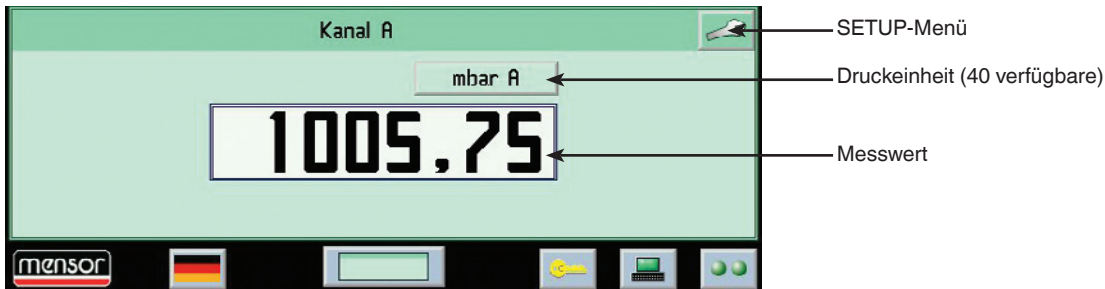 Kanal A
SETUP-Menü
mbar A
Druckeinheit (40 verfügbare)
1005,75
Messwert
mensor